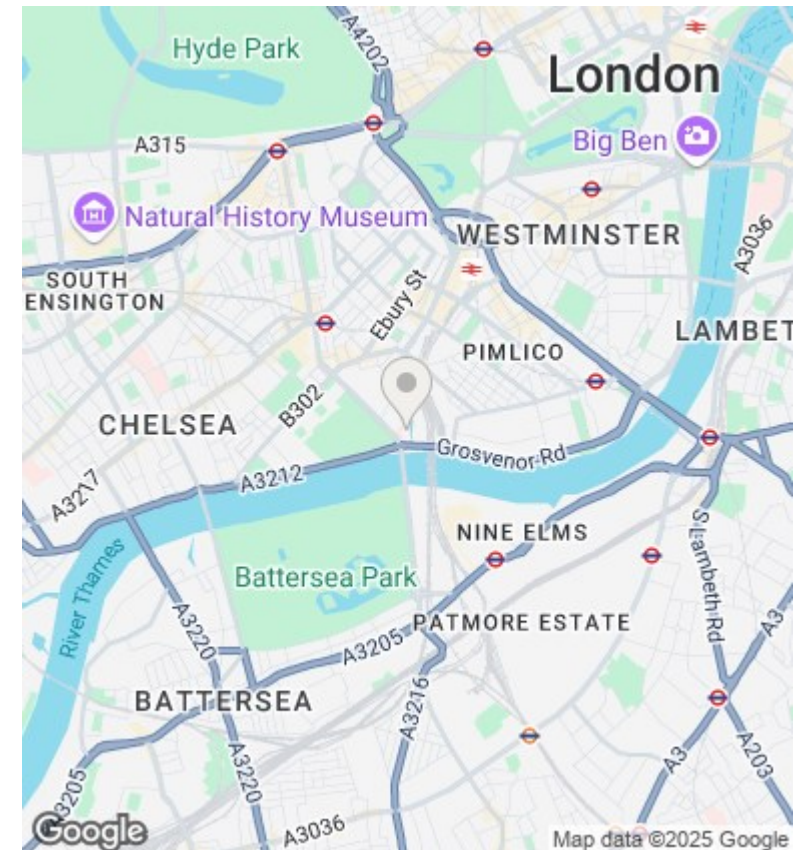 Hyde Park
A4202
London
A315
Big Ben
Natural History Museum
WESTMINSTER
A3036
SOUTH
ENSINGTON
Ebury St
LAMBET
PIMLICO
B302
CHELSEA
Grosvenor Rd
A3212
A3217
NINE ELMS
S Lambeth Rd
River Thames
Battersea Park
A3220
A3205
PATMORE ESTATE
A3
BATTERSEA
A3216
A203
A3220
A3
A3205
A3036
Google
Map data ©2025 Google